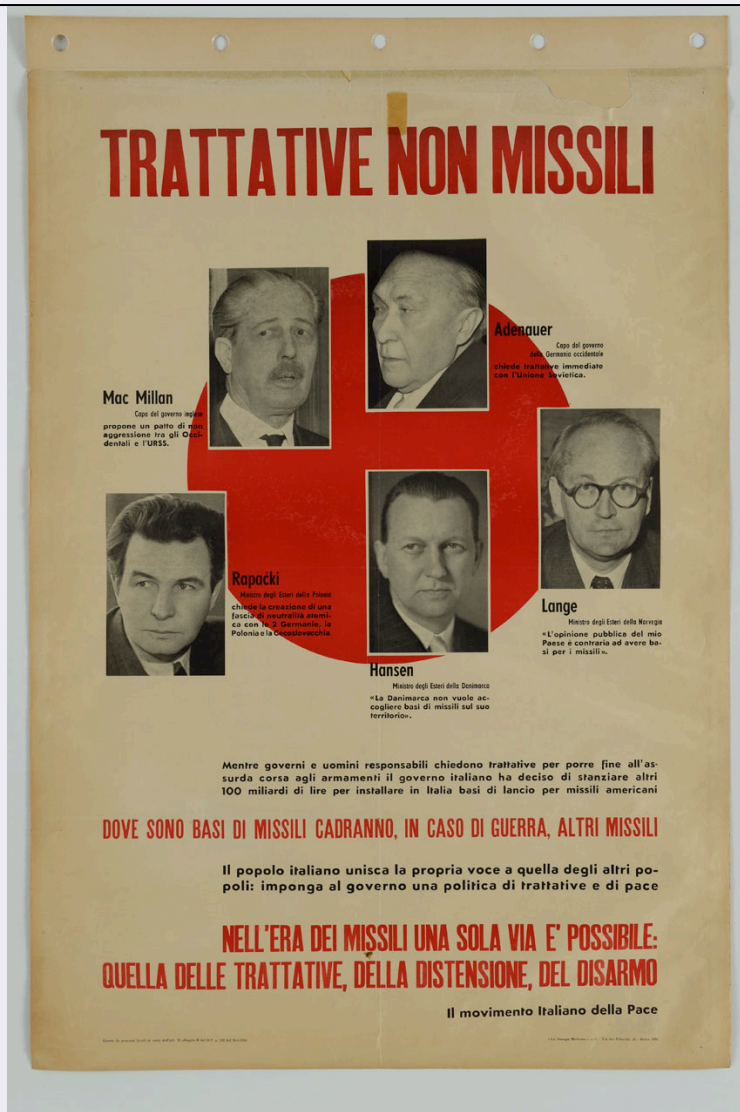 TRATTATIVE NON MISSILI
Adenauer
Capo del governo
della Germania occidentale
chiede trattative immediate
con l'Unione Sovietica.
Mac Millan
Capo del governo inglese
propone un patto di non
aggressione tra gli Occi-
dentali e l'URSS.
Rapacki
Ministro degli Esteri della Polonia
chiede la creazione di una
fascia di neutralità atomi-
ca con le 2 Germanie, la
Polonia e la Cecoslovacchia.
Lange
Ministro degli Esteri della Norvegia
«L'opinione pubblica del mio
Paese è contraria ad avere ba-
si per i missili».
Hansen
Ministro degli Esteri della Danimarca
«La Danimarca non vuole ac-
cogliere basi di missili sul suo
territorio».
Mentre governi e uomini responsabili chiedono trattative per porre fine all'as-
surda corsa agli armamenti il governo italiano ha deciso di stanziare altri
100 miliardi di lire per installare in Italia basi di lancio per missili americani
DOVE SONO BASI DI MISSILI CADRANNO, IN CASO DI GUERRA, ALTRI MISSILI
Il popolo italiano unisca la propria voce a quella degli altri po-
poli: imponga al governo una politica di trattative e di pace
NELL'ERA DEI MISSILI UNA SOLA VIA E' POSSIBILE:
QUELLA DELLE TRATTATIVE, DELLA DISTENSIONE, DEL DISARMO
Il movimento Italiano della Pace